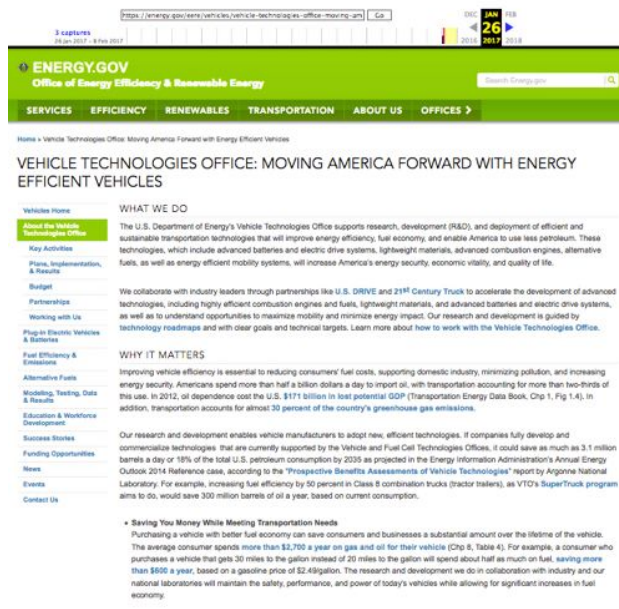 https://energy.gov/eere/vehicles/vehicle-technologies-office-moving-am Go
DEC JAN FEB
3 captures
26
26 Jan 2017 – 8 Feb 2017
2016 2017 2018
ENERGY.GOV
Office of Energy Efficiency & Renewable Energy
Search Energy.gov
SERVICES EFFICIENCY RENEWABLES TRANSPORTATION ABOUT US OFFICES >
Home » Vehicle Technologies Office: Moving America Forward with Energy Efficient Vehicles
VEHICLE TECHNOLOGIES OFFICE: MOVING AMERICA FORWARD WITH ENERGY
EFFICIENT VEHICLES
Vehicles Home
About the Vehicle
Technologies Office
Key Activities
Plans, Implementation,
& Results
Budget
Partnerships
Working with Us
Plug-in Electric Vehicles
& Batteries
Fuel Efficiency &
Emissions
Alternative Fuels
Modeling, Testing, Data
& Results
Education & Workforce
Development
Success Stories
Funding Opportunities
News
Events
Contact Us
WHAT WE DO
The U.S. Department of Energy's Vehicle Technologies Office supports research, development (R&D), and deployment of efficient and
sustainable transportation technologies that will improve energy efficiency, fuel economy, and enable America to use less petroleum. These
technologies, which include advanced batteries and electric drive systems, lightweight materials, advanced combustion engines, alternative
fuels, as well as energy efficient mobility systems, will increase America's energy security, economic vitality, and quality of life.
We collaborate with industry leaders through partnerships like U.S. DRIVE and 21st Century Truck to accelerate the development of advanced
technologies, including highly efficient combustion engines and fuels, lightweight materials, and advanced batteries and electric drive systems,
as well as to understand opportunities to maximize mobility and minimize energy impact. Our research and development is guided by
technology roadmaps and with clear goals and technical targets. Learn more about how to work with the Vehicle Technologies Office.
WHY IT MATTERS
Improving vehicle efficiency is essential to reducing consumers' fuel costs, supporting domestic industry, minimizing pollution, and increasing
energy security. Americans spend more than half a billion dollars a day to import oil, with transportation accounting for more than two-thirds of
this use. In 2012, oil dependence cost the U.S. $171 billion in lost potential GDP (Transportation Energy Data Book, Chp 1, Fig 1.4). In
addition, transportation accounts for almost 30 percent of the country's greenhouse gas emissions.
Our research and development enables vehicle manufacturers to adopt new, efficient technologies. If companies fully develop and
commercialize technologies that are currently supported by the Vehicle and Fuel Cell Technologies Offices, it could save as much as 3.1 million
barrels a day or 18% of the total U.S. petroleum consumption by 2035 as projected in the Energy Information Administration's Annual Energy
Outlook 2014 Reference case, according to the "Prospective Benefits Assessments of Vehicle Technologies" report by Argonne National
Laboratory. For example, increasing fuel efficiency by 50 percent in Class 8 combination trucks (tractor trailers), as VTO's SuperTruck program
aims to do, would save 300 million barrels of oil a year, based on current consumption.
• Saving You Money While Meeting Transportation Needs
Purchasing a vehicle with better fuel economy can save consumers and businesses a substantial amount over the lifetime of the vehicle.
The average consumer spends more than $2,700 a year on gas and oil for their vehicle (Chp 8, Table 4). For example, a consumer who
purchases a vehicle that gets 30 miles to the gallon instead of 20 miles to the gallon will spend about half as much on fuel, saving more
than $600 a year, based on a gasoline price of $2.49/gallon. The research and development we do in collaboration with industry and our
national laboratories will maintain the safety, performance, and power of today's vehicles while allowing for significant increases in fuel
economy.